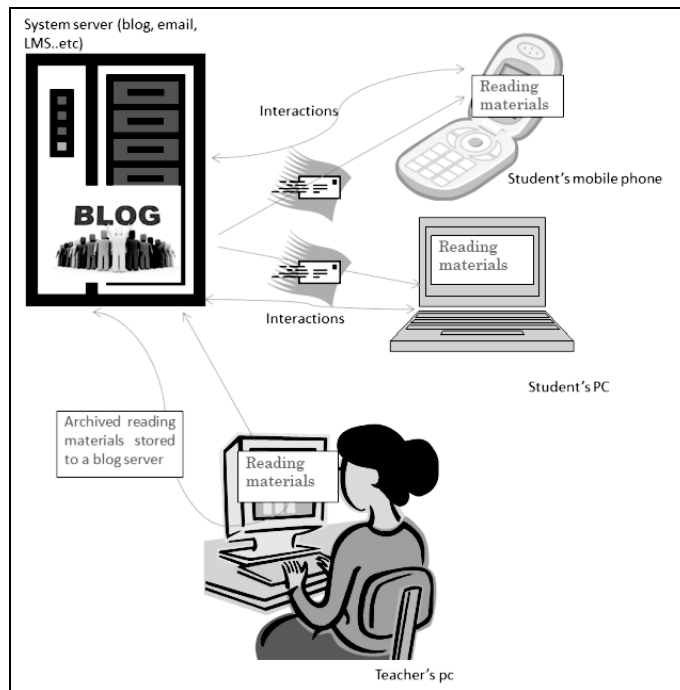 System server (blog, email,
LMS..etc)
Interactions
Reading
materials
Student's mobile phone
BLOG
Reading
materials
Interactions
Student's PC
Archived reading
materials stored
to a blog server
Reading
materials
Teacher's pc